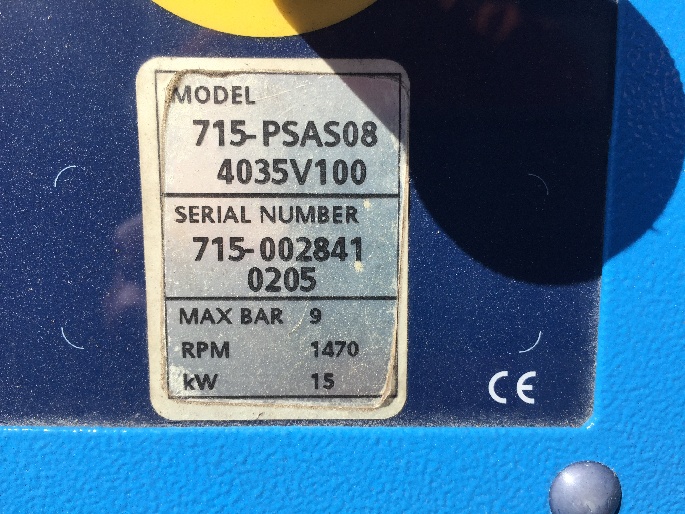 MODEL
715-PSAS08
4035V100
SERIAL NUMBER
715-002841
0205
MAX BAR 9
RPM 1470
kW 15
CE